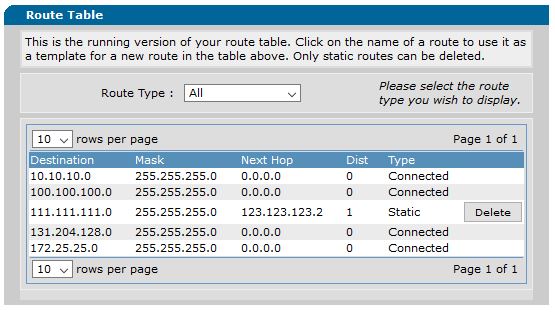 Route Table
This is the running version of your route table. Click on the name of a route to use it as
a template for a new route in the table above. Only static routes can be deleted.
Route Type : All Please select the route
type you wish to display.
10 rows per page Page 1 of 1
Destination Mask Next Hop Dist Type
10.10.10.0 255.255.255.0 0.0.0.0 0 Connected
100.100.100.0 255.255.255.0 0.0.0.0 0 Connected
111.111.111.0 255.255.255.0 123.123.123.2 1 Static Delete
131.204.128.0 255.255.255.0 0.0.0.0 0 Connected
172.25.25.0 255.255.255.0 0.0.0.0 0 Connected
10 rows per page Page 1 of 1